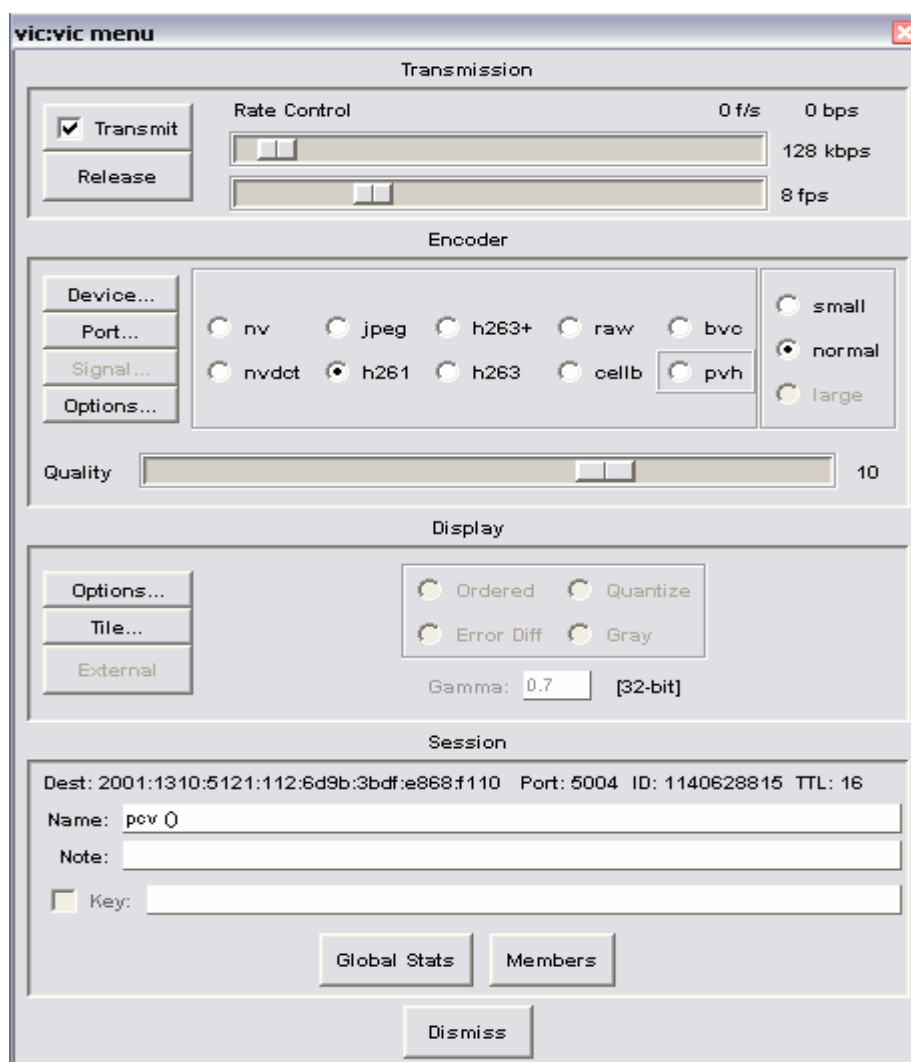 vic:vic menu
Transmission
Rate Control 0 f/s 0 bps
Transmit
128 kbps
Release
8 fps
Encoder
Device...
Port...
Signal...
Options...
nv jpeg h263+ raw bvc
nvdct h261 h263 cellb pvh
small
normal
large
Quality 10
Display
Options...
Tile...
External
Ordered Quantize
Error Diff Gray
Gamma: 0.7 [32-bit]
Session
Dest: 2001:1310:5121:112:6d9b:3bdf:e868:f110 Port: 5004 ID: 1140628815 TTL: 16
Name: pcv ()
Note:
Key:
Global Stats Members
Dismiss